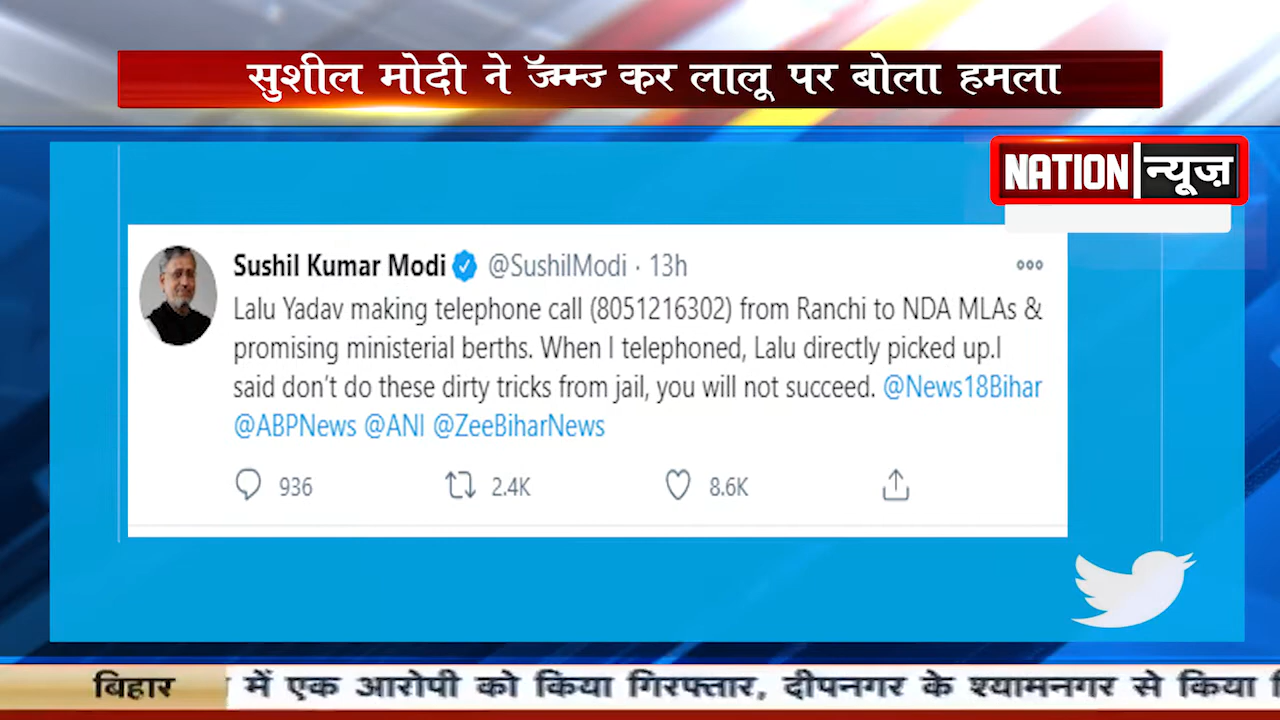 सुशील मोदी ने जॅम्म्ज कर लालू पर बोला हमला
NATION न्यूज़
Sushil Kumar Modi @SushilModi · 13h
Lalu Yadav making telephone call (8051216302) from Ranchi to NDA MLAs &
promising ministerial berths. When I telephoned, Lalu directly picked up.I
said don't do these dirty tricks from jail, you will not succeed. @News18Bihar
@ABPNews @ANI @ZeeBiharNews
936 2.4K 8.6K
बिहार में एक आरोपी को किया गिरफ्तार, दीपनगर के श्यामनगर से किया